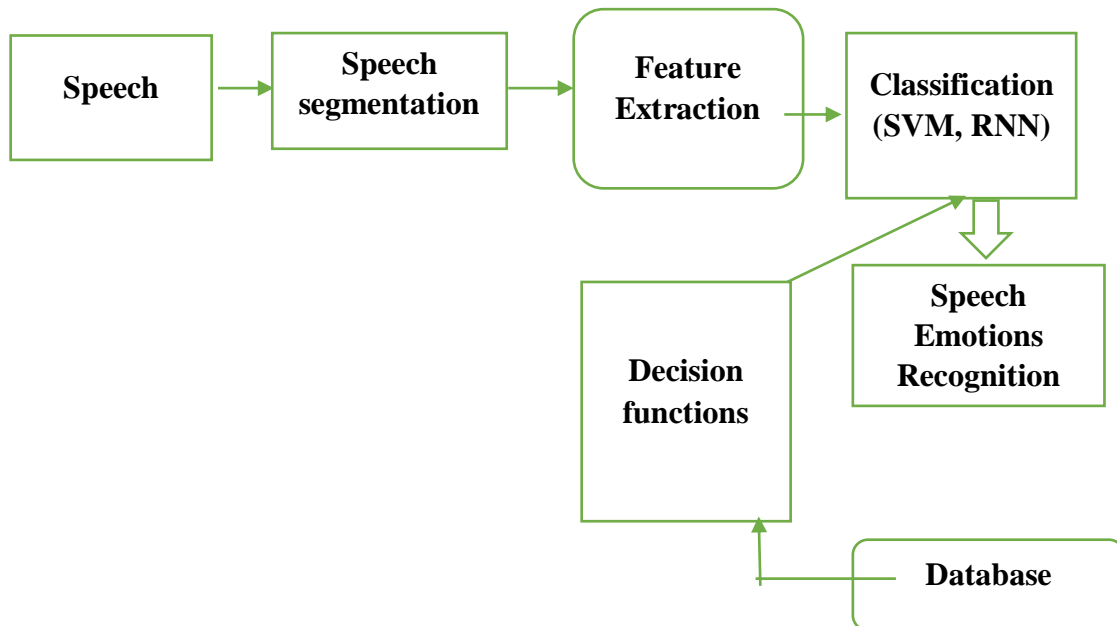 Speech
Speech
segmentation
Feature
Extraction
Classification
(SVM, RNN)
Speech
Emotions
Recognition
Decision
functions
Database